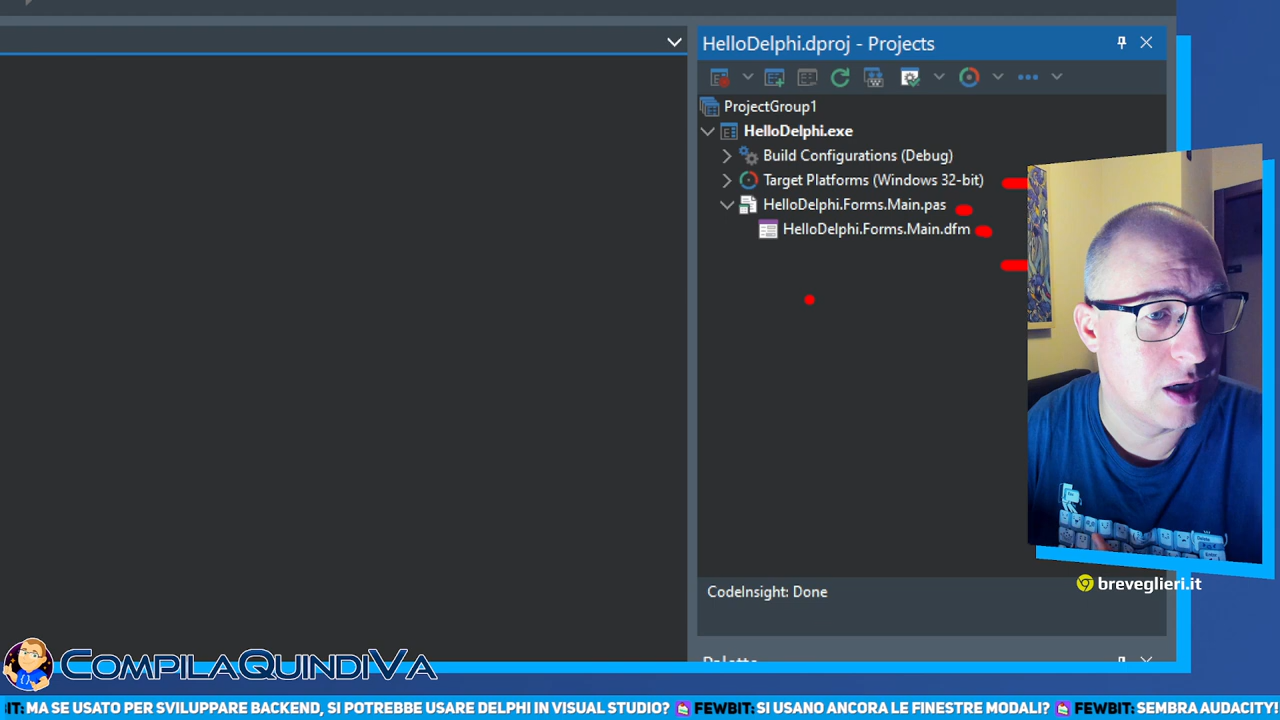 HelloDelphi.dproj - Projects
ProjectGroup1
HelloDelphi.exe
Build Configurations (Debug)
Target Platforms (Windows 32-bit)
HelloDelphi.Forms.Main.pas
HelloDelphi.Forms.Main.dfm
CodeInsight: Done
breveglieri.it
Palette
COMPILAQUINDIVA
BIT: MA SE USATO PER SVILUPPARE BACKEND, SI POTREBBE USARE DELPHI IN VISUAL STUDIO? FEWBIT: SI USANO ANCORA LE FINESTRE MODALI? FEWBIT: SEMBRA AUDACITY!